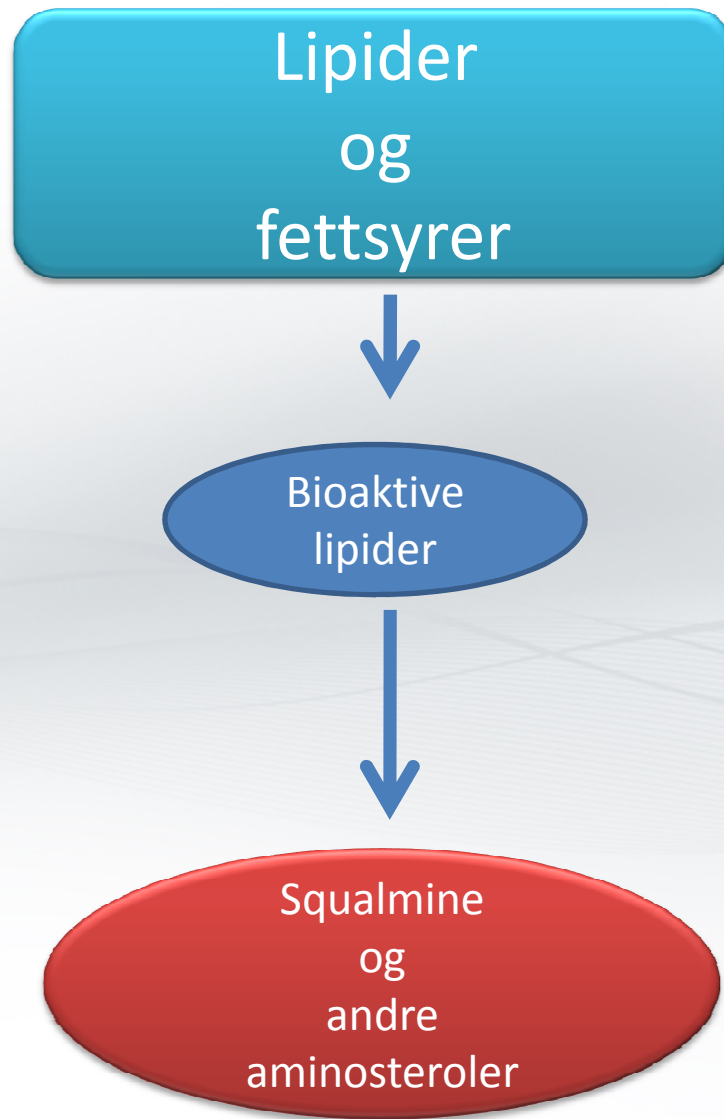 Lipider
og
fettsyrer
Bioaktive
lipider
Squalmine
og
andre
aminosteroler